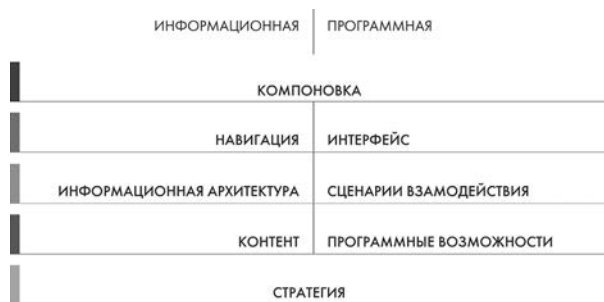 ИНФОРМАЦИОННАЯ ПРОГРАММНАЯ
КОМПОНОВКА
НАВИГАЦИЯ ИНТЕРФЕЙС
ИНФОРМАЦИОННАЯ АРХИТЕКТУРА СЦЕНАРИИ ВЗАМОДЕЙСТВИЯ
КОНТЕНТ ПРОГРАММНЫЕ ВОЗМОЖНОСТИ
СТРАТЕГИЯ